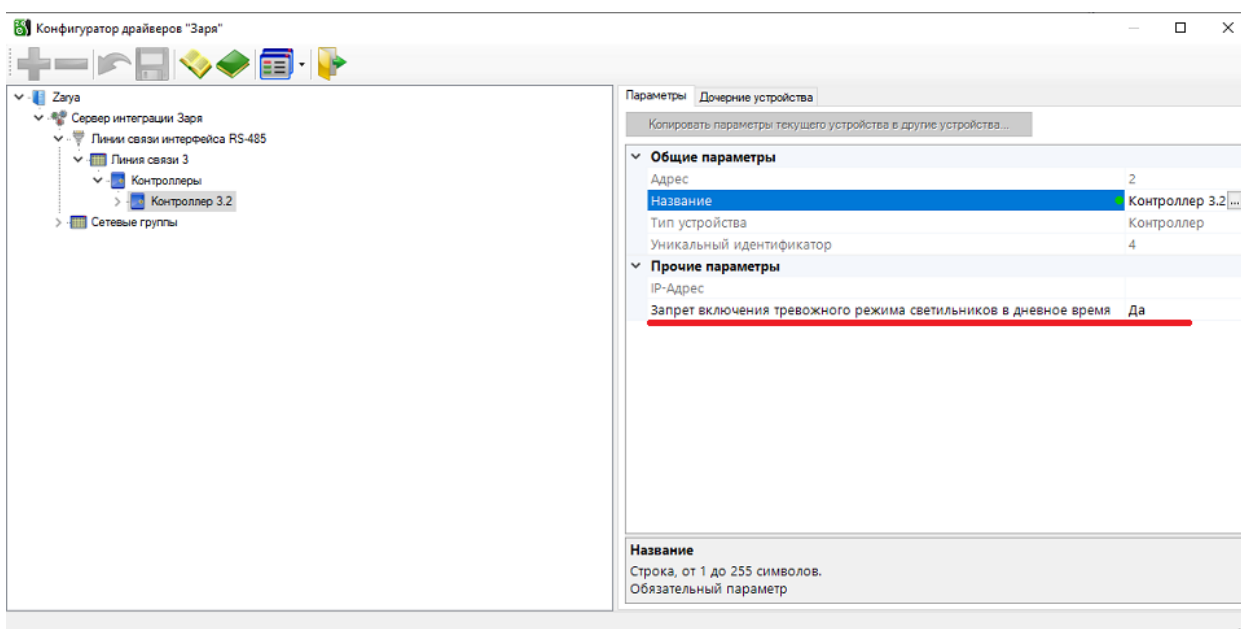 Конфигуратор драйверов "Заря"
Zarya
Сервер интеграции Заря
Линии связи интерфейса RS-485
Линия связи 3
Контроллеры
Контроллер 3.2
Сетевые группы
Параметры Дочерние устройства
Копировать параметры текущего устройства в другие устройства...
Общие параметры
Адрес 2
Название Контроллер 3.2 ...
Тип устройства Контроллер
Уникальный идентификатор 4
Прочие параметры
IP-Адрес
Запрет включения тревожного режима светильников в дневное время Да
Название
Строка, от 1 до 255 символов.
Обязательный параметр